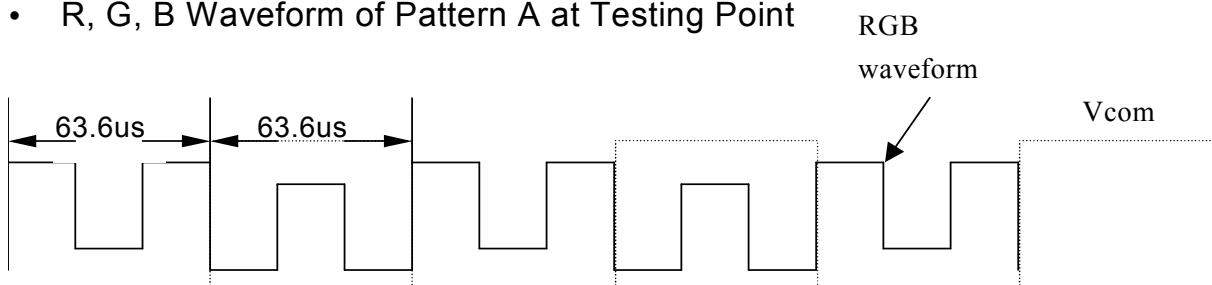 • R, G, B Waveform of Pattern A at Testing Point
RGB
waveform
63.6us
63.6us
Vcom